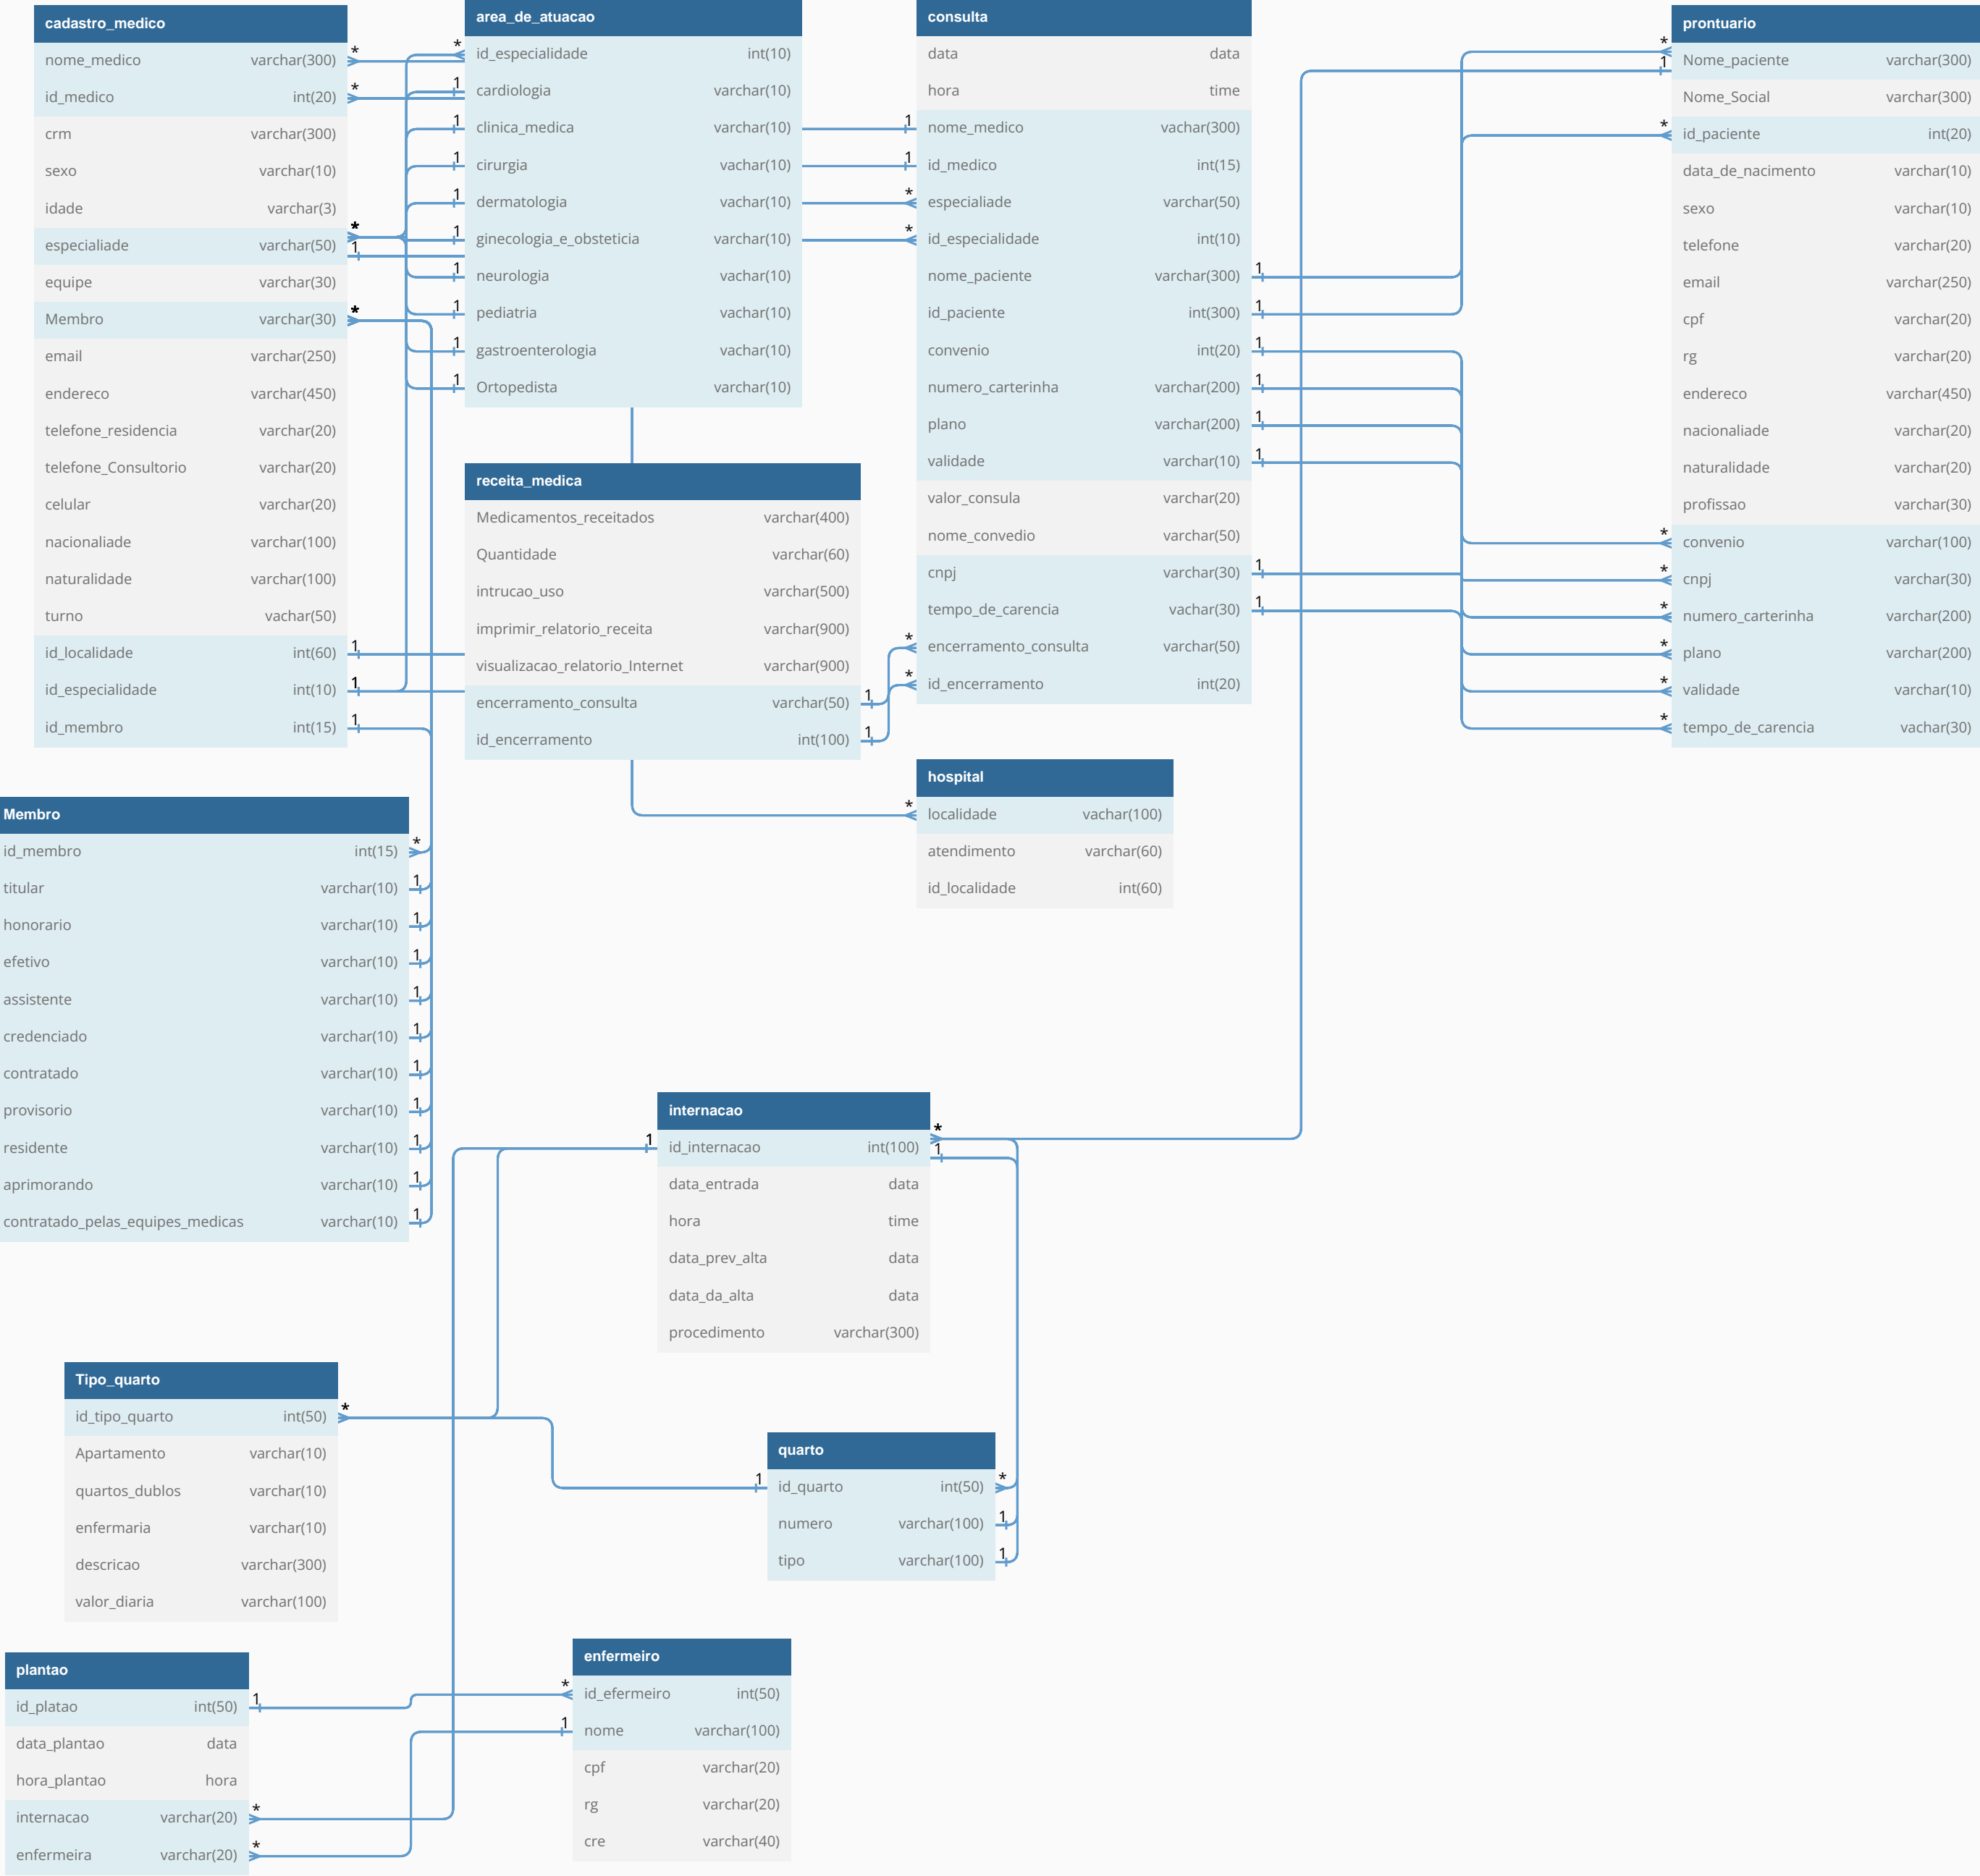 cadastro_medico
nome_medico varchar(300)
id_medico int(20)
crm varchar(300)
sexo varchar(10)
idade varchar(3)
especialiade varchar(50)
equipe varchar(30)
Membro varchar(30)
email varchar(250)
endereco varchar(450)
telefone_residencia varchar(20)
telefone_Consultorio varchar(20)
celular varchar(20)
nacionaliade varchar(100)
naturalidade varchar(100)
turno vachar(50)
id_localidade int(60)
id_especialidade int(10)
id_membro int(15)
area_de_atuacao
id_especialidade int(10)
cardiologia varchar(10)
clinica_medica varchar(10)
cirurgia vachar(10)
dermatologia vachar(10)
ginecologia_e_obsteticia varchar(10)
neurologia vachar(10)
pediatria vachar(10)
gastroenterologia vachar(10)
Ortopedista varchar(10)
consulta
data data
hora time
nome_medico vachar(300)
id_medico int(15)
especialiade varchar(50)
id_especialidade int(10)
nome_paciente varchar(300)
id_paciente int(300)
convenio int(20)
numero_carterinha varchar(200)
plano varchar(200)
validade varchar(10)
valor_consula varchar(20)
nome_convedio varchar(50)
cnpj varchar(30)
tempo_de_carencia vachar(30)
encerramento_consulta varchar(50)
id_encerramento int(20)
prontuario
Nome_paciente varchar(300)
Nome_Social varchar(300)
id_paciente int(20)
data_de_nacimento varchar(10)
sexo varchar(10)
telefone varchar(20)
email varchar(250)
cpf varchar(20)
rg varchar(20)
endereco varchar(450)
nacionaliade varchar(20)
naturalidade varchar(20)
profissao varchar(30)
convenio varchar(100)
cnpj varchar(30)
numero_carterinha varchar(200)
plano varchar(200)
validade varchar(10)
tempo_de_carencia vachar(30)
receita_medica
Medicamentos_receitados varchar(400)
Quantidade varchar(60)
intrucao_uso varchar(500)
imprimir_relatorio_receita varchar(900)
visualizacao_relatorio_Internet varchar(900)
encerramento_consulta varchar(50)
id_encerramento int(100)
hospital
localidade vachar(100)
atendimento varchar(60)
id_localidade int(60)
Membro
id_membro int(15)
titular varchar(10)
honorario varchar(10)
efetivo varchar(10)
assistente varchar(10)
credenciado varchar(10)
contratado varchar(10)
provisorio varchar(10)
residente varchar(10)
aprimorando varchar(10)
contratado_pelas_equipes_medicas varchar(10)
internacao
id_internacao int(100)
data_entrada data
hora time
data_prev_alta data
data_da_alta data
procedimento varchar(300)
Tipo_quarto
id_tipo_quarto int(50)
Apartamento varchar(10)
quartos_dublos varchar(10)
enfermaria varchar(10)
descricao varchar(300)
valor_diaria varchar(100)
quarto
id_quarto int(50)
numero varchar(100)
tipo varchar(100)
plantao
id_platao int(50)
data_plantao data
hora_plantao hora
internacao varchar(20)
enfermeira varchar(20)
enfermeiro
id_efermeiro int(50)
nome varchar(100)
cpf varchar(20)
rg varchar(20)
cre varchar(40)